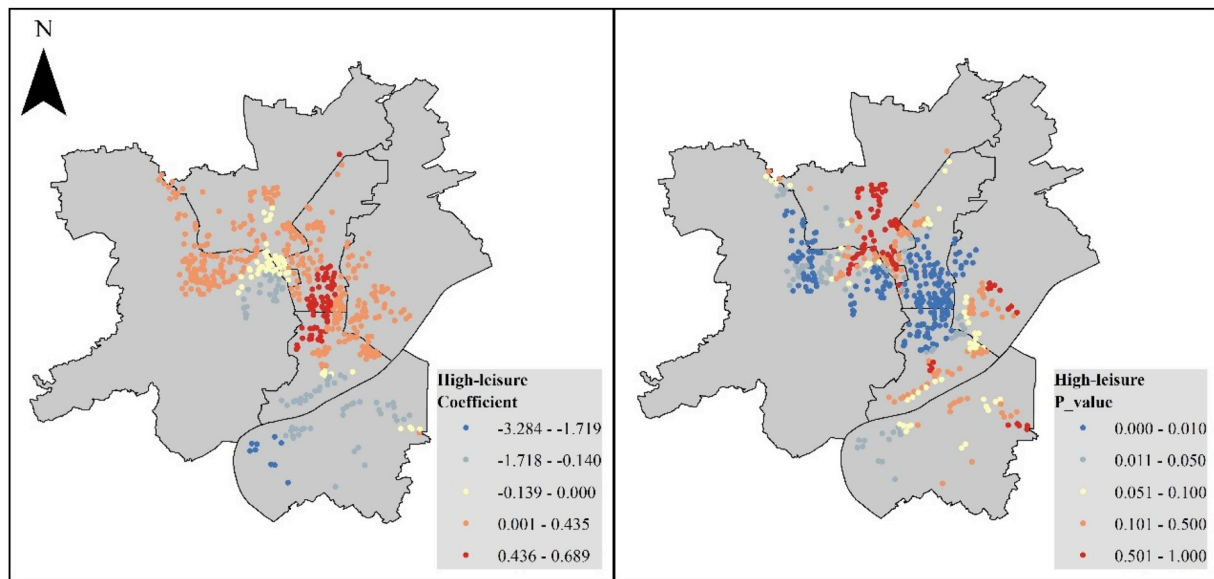 N
High-leisure
Coefficient
-3.284 - -1.719
-1.718 - -0.140
-0.139 - 0.000
0.001 - 0.435
0.436 - 0.689
High-leisure
P_value
0.000 - 0.010
0.011 - 0.050
0.051 - 0.100
0.101 - 0.500
0.501 - 1.000